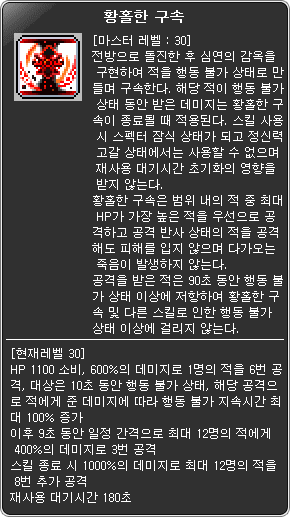 황홀한 구속
[마스터 레벨 : 30]
전방으로 돌진한 후 심연의 감옥을
구현하여 적을 행동 불가 상태로 만
들며 구속한다. 해당 적이 행동 불가
상태 동안 받은 데미지는 황홀한 구
속이 종료될 때 적용된다. 스킬 사용
시 스펙터 잠식 상태가 되고 정신력
고갈 상태에서는 사용할 수 없으며
재사용 대기시간 초기화의 영향을
받지 않는다.
황홀한 구속은 범위 내의 적 중 최대
HP가 가장 높은 적을 우선으로 공
격하고 공격 반사 상태의 적을 공격
해도 피해를 입지 않으며 다가오는
죽음이 발생하지 않는다.
공격을 받은 적은 90초 동안 행동 불
가 상태 이상에 저항하여 황홀한 구
속 및 다른 스킬로 인한 행동 불가
상태 이상에 걸리지 않는다.
[현재레벨 30]
HP 1100 소비, 600%의 데미지로 1명의 적을 6번 공
격, 대상은 10초 동안 행동 불가 상태, 해당 공격으
로 적에게 준 데미지에 따라 행동 불가 지속시간 최
대 100% 증가
이후 9초 동안 일정 간격으로 최대 12명의 적에게
400%의 데미지로 3번 공격
스킬 종료 시 1000%의 데미지로 최대 12명의 적을
8번 추가 공격
재사용 대기시간 180초